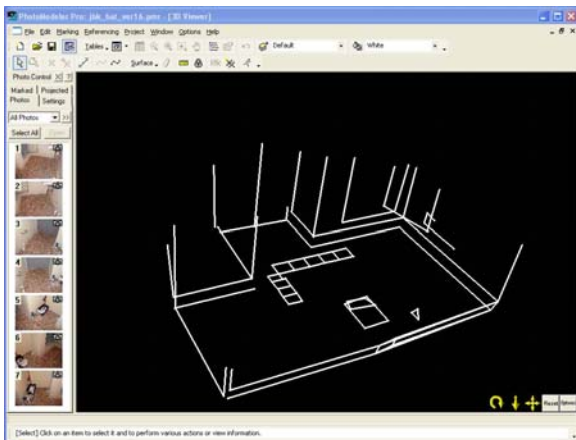 PhotoModeler Pro: jbk_bat_ver16.pmr - [3D Viewer]
File Edit Marking Referencing Project Window Options Help
Tables Default White
Surface
Photo Control
Marked Projected
Photos Settings
All Photos
Select All Open
1
2
3
4
5
6
7
Reset Options
[Select] Click on an item to select it and to perform various actions or view information.